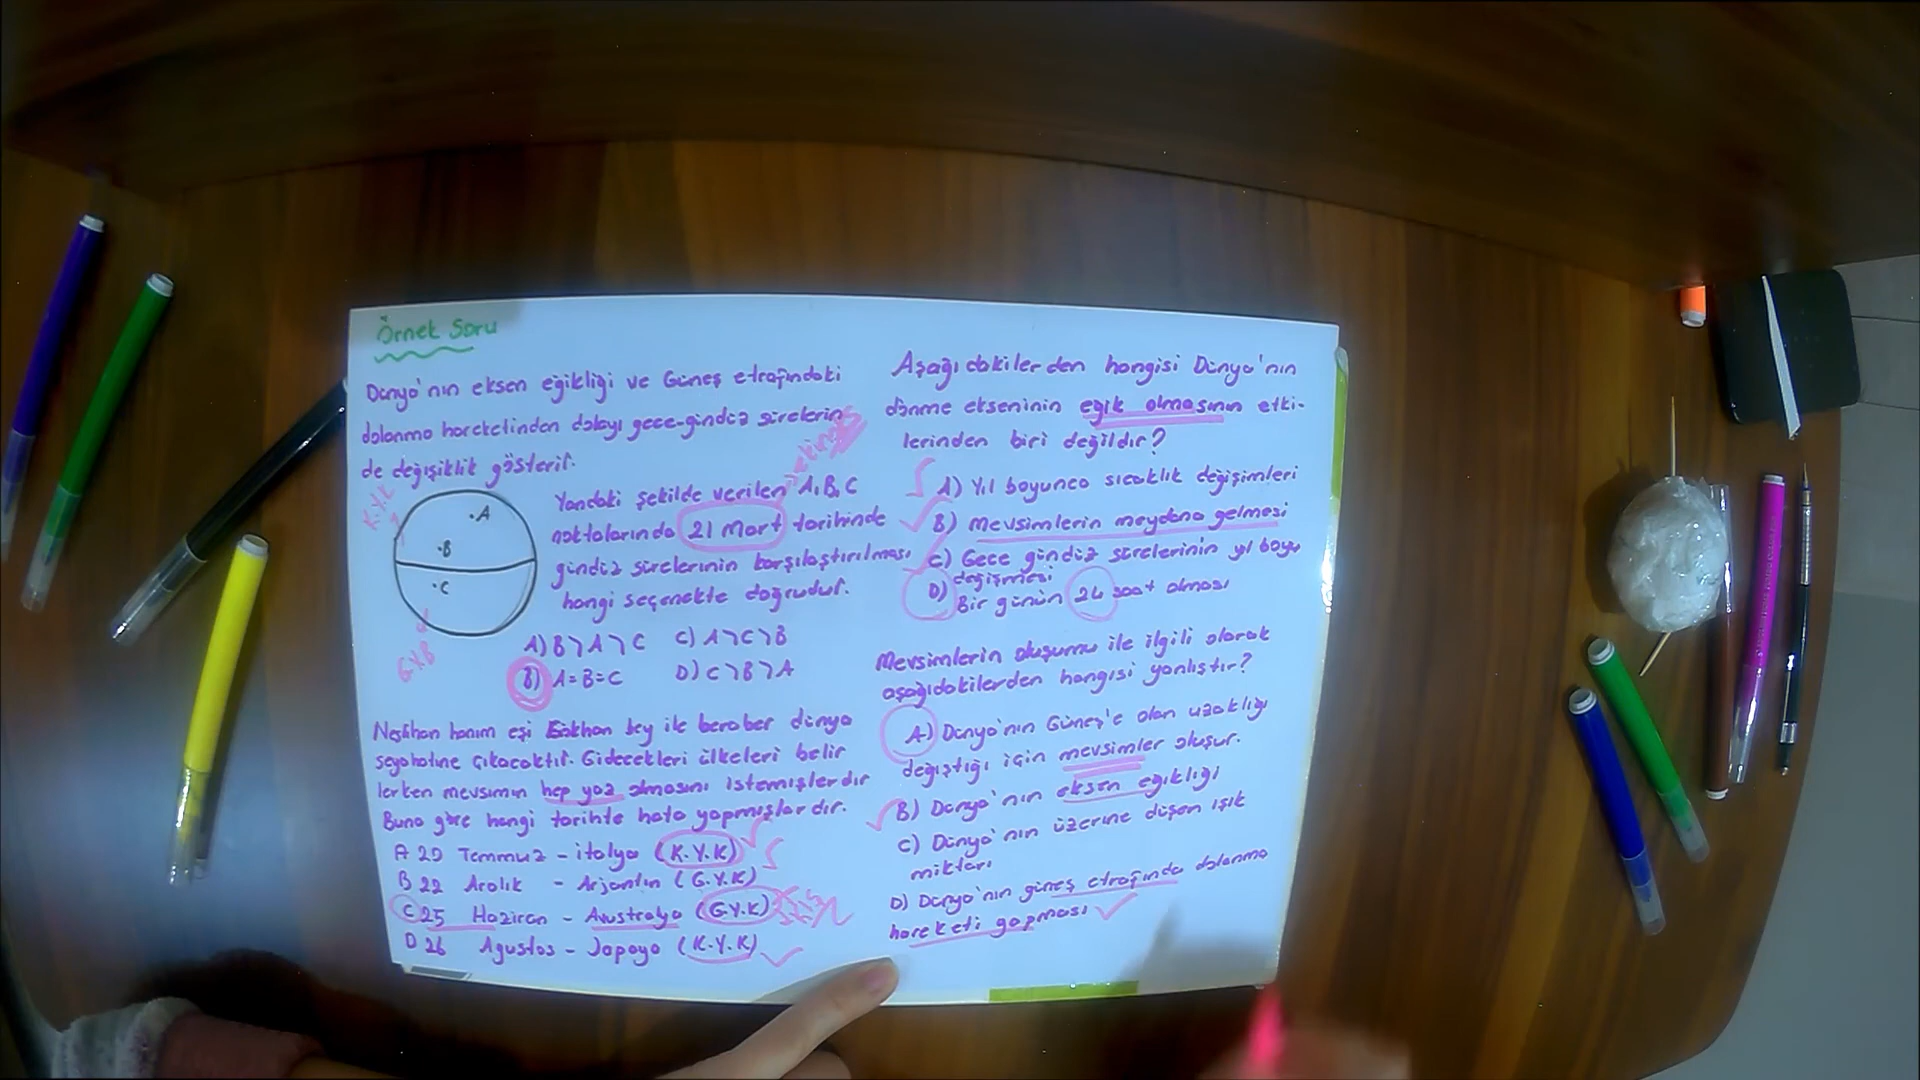 Örnek Soru
Dünya'nın eksen eğikliği ve Güneş etrafındaki
dolanma hareketinden dolayı gece-gündüz sürelerin
de değişiklik gösterir.
K.Y.K
A
B
C
Yandaki şekilde verilen A, B, C
noktalarında 21 Mart tarihinde
gündüz sürelerinin karşılaştırılması
hangi seçenekte doğrudur.
A) B>A>C C) A>C>B
B) A=B=C D) C>B>A
Neslihan hanım eşi Gökhan bey ile beraber dünya
seyahatine çıkacaktır. Gidecekleri ülkeleri belir
lerken mevsimin hep yaz olmasını istemişlerdir
Buna göre hangi tarihte hata yapmışlardır.
A 29 Temmuz - italya (K.Y.K)
B 22 Aralık - Arjantin (G.Y.K)
C 25 Haziran - Avustralya (G.Y.K)
D 26 Agustos - Japoya (K.Y.K)
Aşağıdakilerden hangisi Dünya'nın
dönme ekseninin eğik olmasının etki-
lerinden biri değildir?
A) Yıl boyunca sıcaklık değişimleri
B) Mevsimlerin meydana gelmesi
C) Gece gündüz sürelerinin yıl boyu
değişmesi
D) Bir günün 24 saat olması
Mevsimlerin oluşumu ile ilgili olarak
aşağıdakilerden hangisi yanlıştır?
A) Dünya'nın Güneş'e olan uzaklığı
değiştiği için mevsimler oluşur.
B) Dünya'nın eksen eğikliği
C) Dünya'nın üzerine düşen ışık
miktarı
D) Dünya'nın güneş etrafında dolanma
hareketi yapması